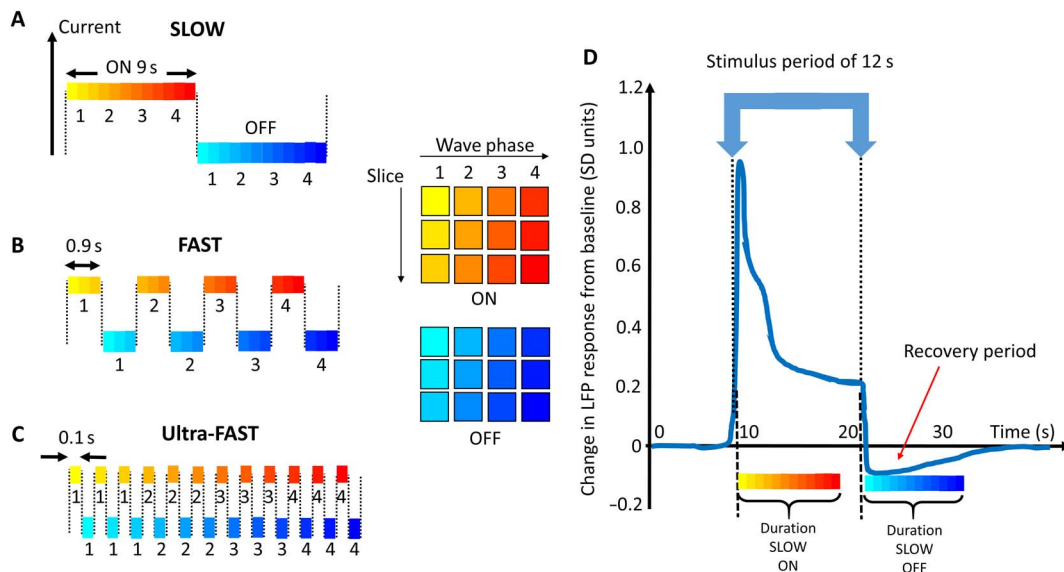 A
Current
SLOW
ON 9 s
1 2 3 4
OFF
1 2 3 4
B
FAST
0.9 s
1 2 3 4
1 2 3 4
C
Ultra-FAST
0.1 s
1 1 1 2 2 2 3 3 3 4 4 4
1 1 1 2 2 2 3 3 3 4 4 4
Wave phase
1 2 3 4
Slice
ON
OFF
D
Stimulus period of 12 s
Change in LFP response from baseline (SD units)
1.2
1.0
0.8
0.6
0.4
0.2
0
−0.2
0 10 20 30 Time (s)
Recovery period
Duration
SLOW
ON
Duration
SLOW
OFF